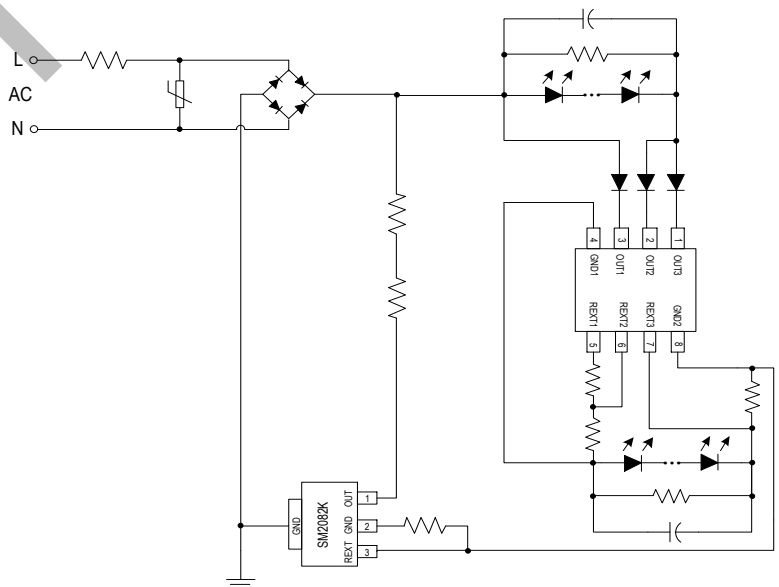 L
AC
N
4
3
2
1
GND1
OUT1
OUT2
OUT3
REXT1
REXT2
REXT3
GND2
5
6
7
8
GND
SM2082K
OUT
GND
REXT
1
2
3